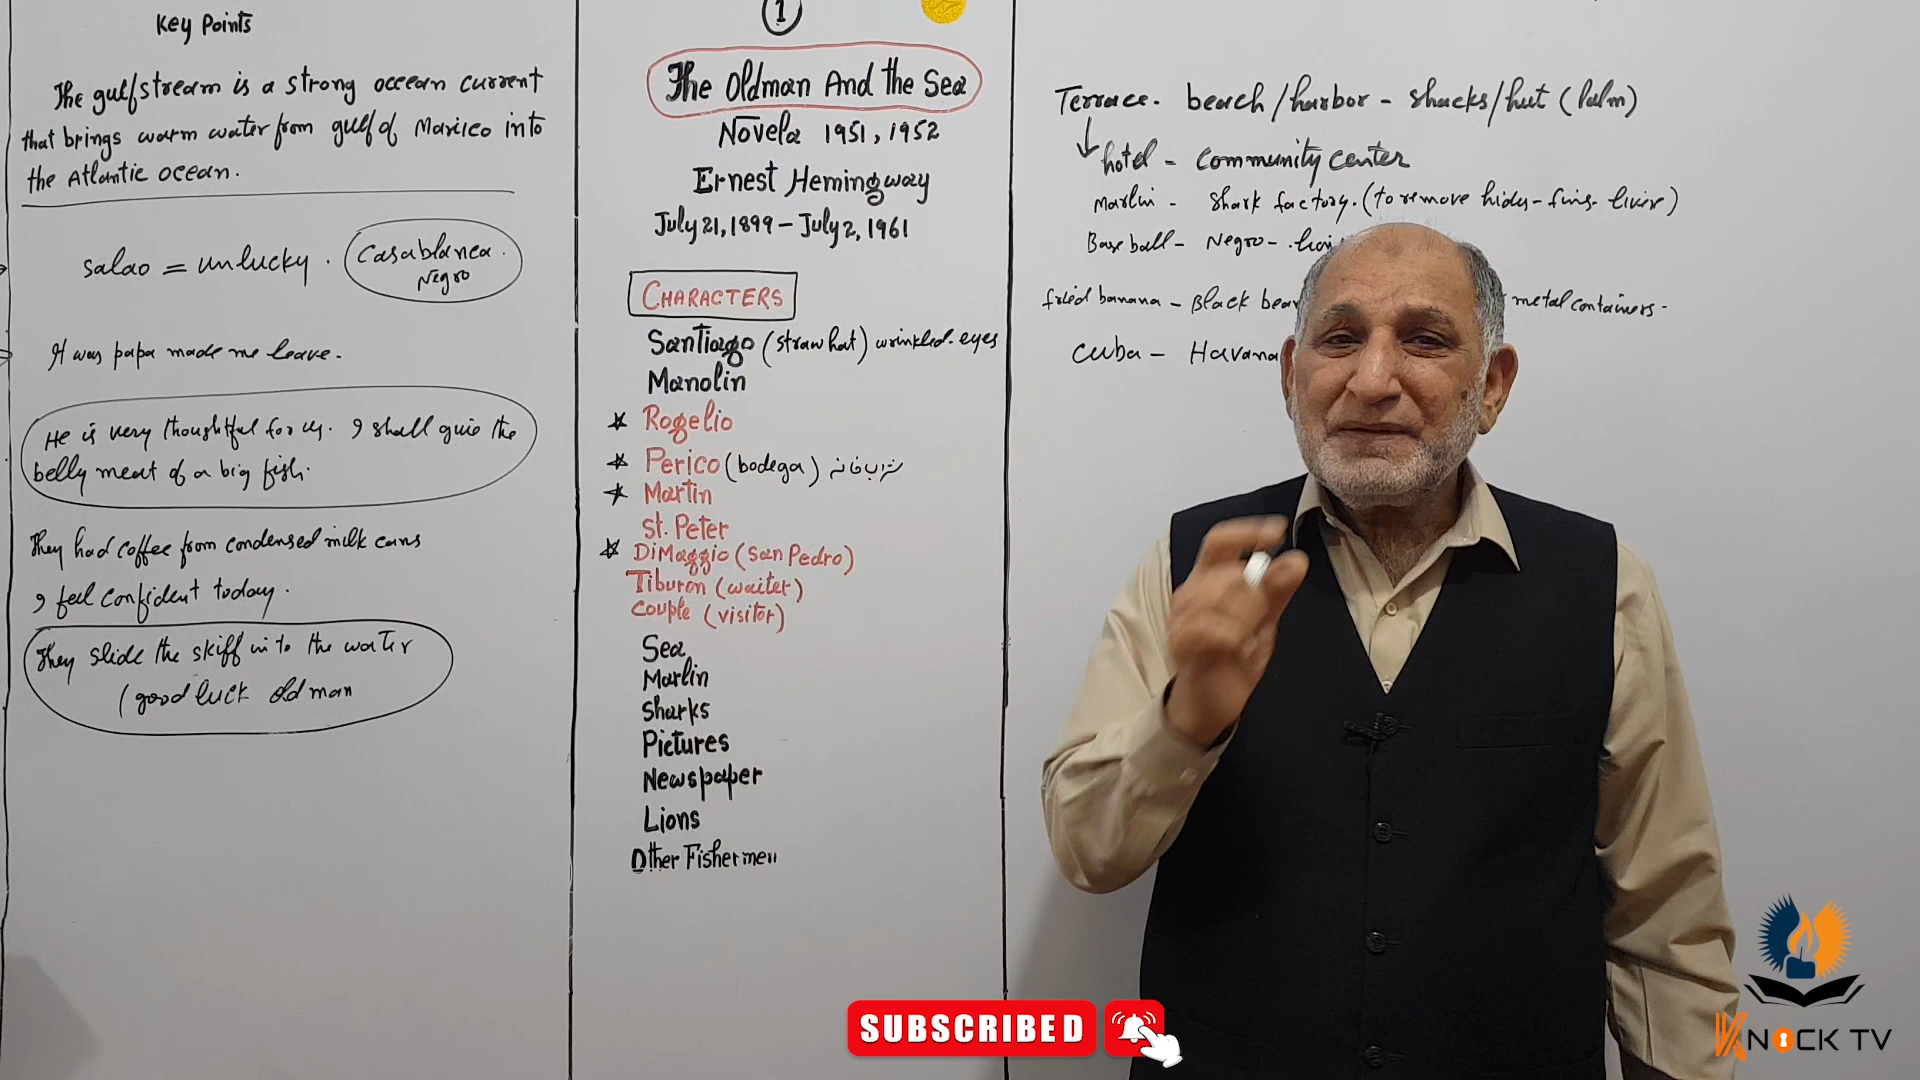 Key Points
The gulfstream is a strong occean current
that brings warm water from gulf of Maxico into
the Atlantic ocean.
salao = unlucky.
Casablanca.
Negro
It was papa made me leave.
He is very thoughtful for us. I shall give the
belly meat of a big fish.
They had coffee from condensed milk cans
I feel confident today.
They slide the skiff in to the water
(good luck old man
1
The Oldman And the Sea
Novela 1951, 1952
Ernest Hemingway
July 21, 1899 – July 2, 1961
CHARACTERS
Santiago (straw hat) wrinkled-eyes
Manolin
Rogelio
Perico (bodega) شراب خانہ
Martin
St. Peter
DiMaggio (San Pedro)
Tiburon (waiter)
Couple (visitor)
Sea
Marlin
Sharks
Pictures
Newspaper
Lions
Other Fishermen
Terrace. beach/harbor - shacks/hut (palm)
hotel - community center
Marlin - Shark factory. (to remove hides - fins - liver)
Base ball - Negro -
fried banana - Black metal containers.
Cuba - Havana
SUBSCRIBED
KNOCK TV